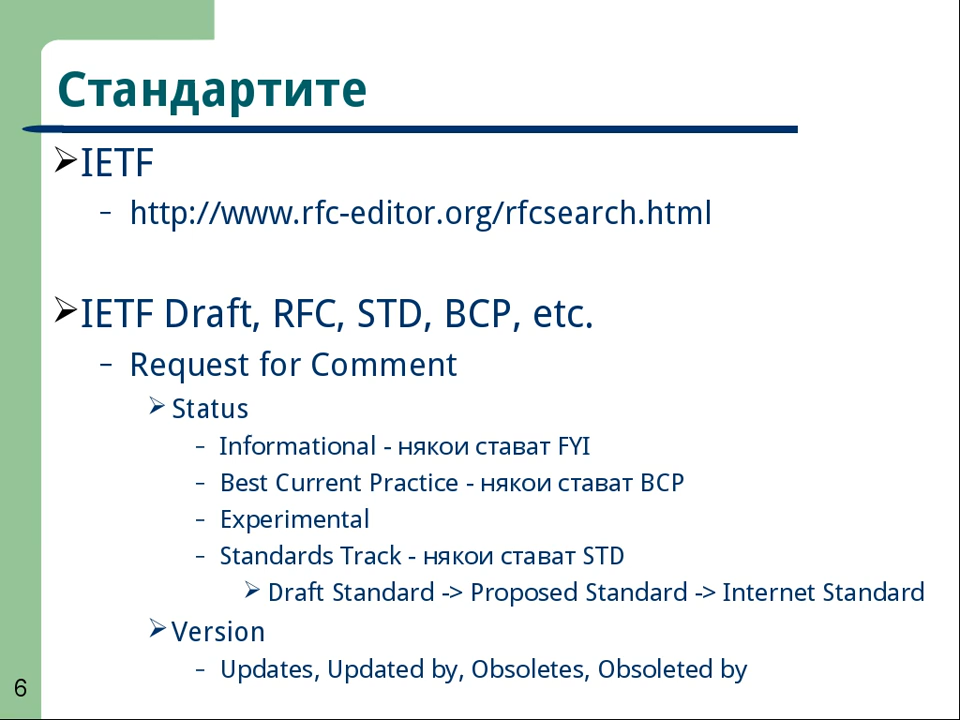 Стандартите
➢IETF
– http://www.rfc-editor.org/rfcsearch.html
➢IETF Draft, RFC, STD, BCP, etc.
– Request for Comment
➢Status
– Informational - някои стават FYI
– Best Current Practice - някои стават BCP
– Experimental
– Standards Track - някои стават STD
➢Draft Standard -> Proposed Standard -> Internet Standard
➢Version
– Updates, Updated by, Obsoletes, Obsoleted by
6